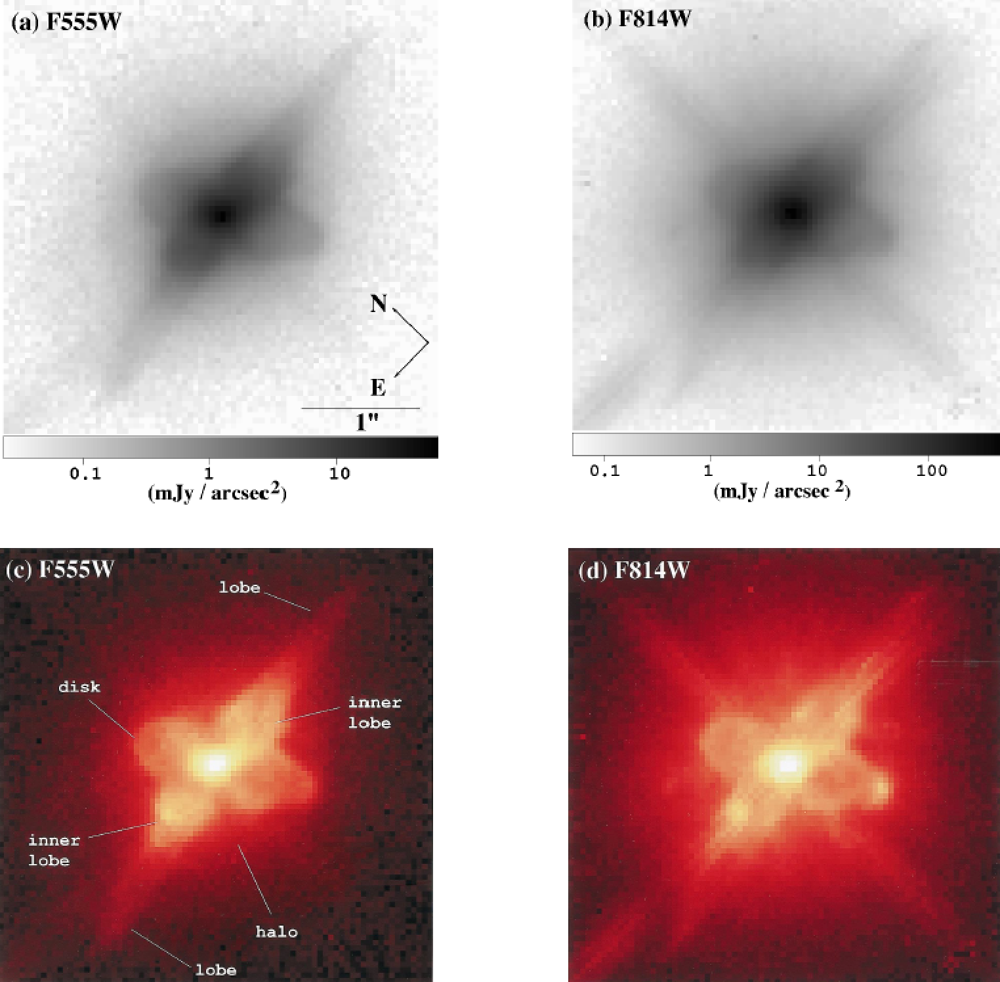 (a) F555W
(b) F814W
N
E
1"
0.1 1 10
(mJy / arcsec2)
0.1 1 10 100
(mJy / arcsec 2)
(c) F555W
lobe
disk
inner
lobe
inner
lobe
halo
lobe
(d) F814W